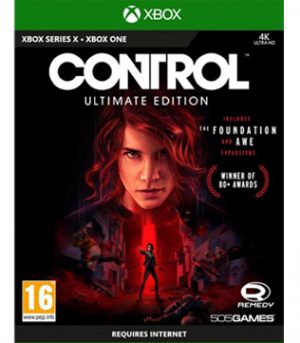 XBOX
XBOX SERIES X • XBOX ONE
4K
ULTRA HD
CONTROL
ULTIMATE EDITION
INCLUDES
THE FOUNDATION
AND AWE
EXPANSIONS
WINNER OF
80+ AWARDS
16
www.pegi.info
REMEDY
505GAMES
REQUIRES INTERNET